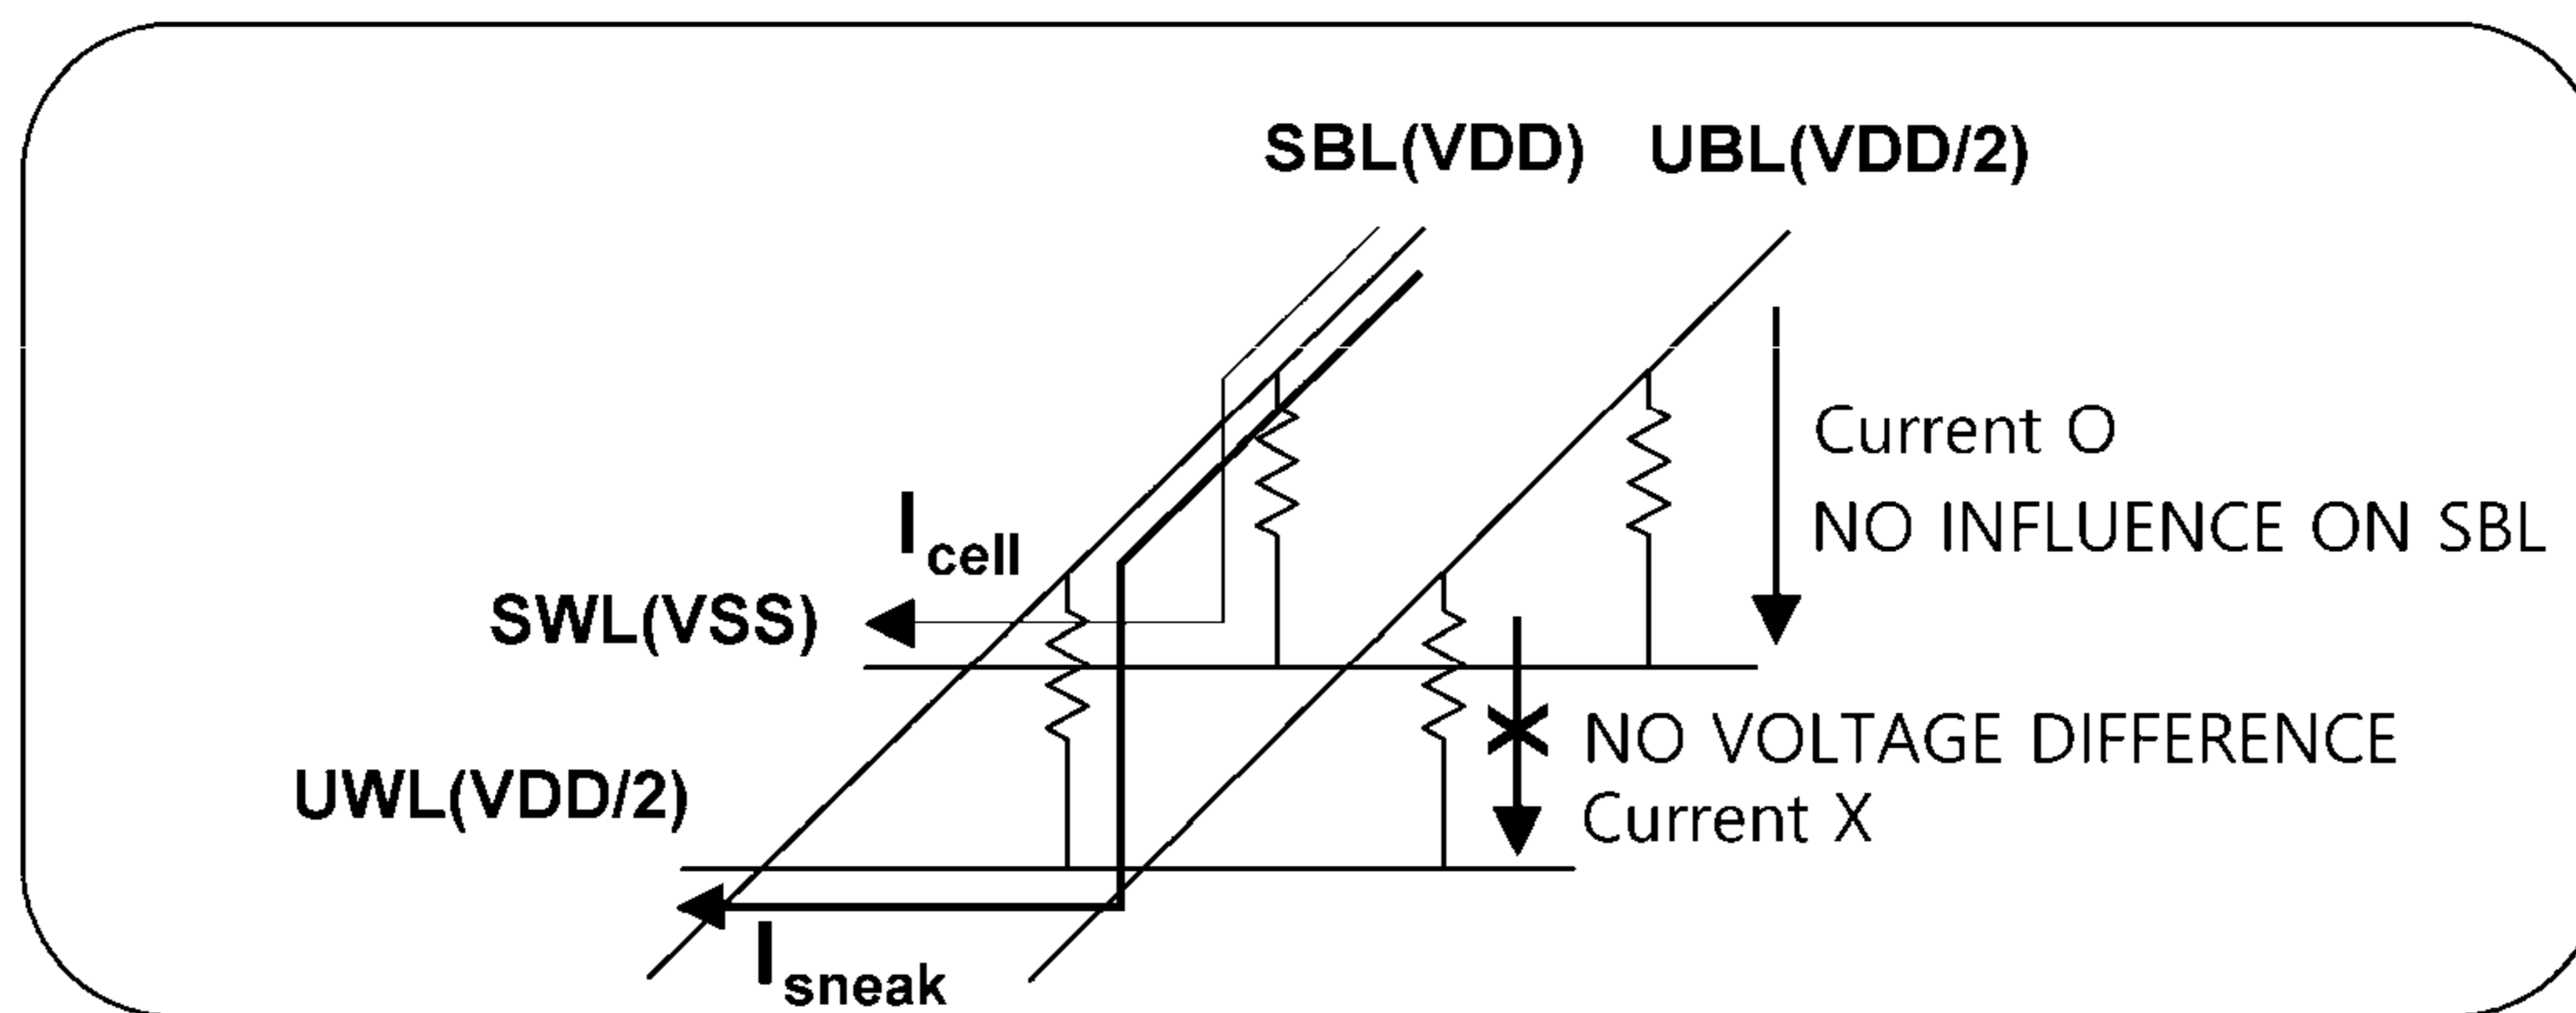 SBL(VDD) UBL(VDD/2)
Current O
NO INFLUENCE ON SBL
Icell
SWL(VSS)
NO VOLTAGE DIFFERENCE
Current X
UWL(VDD/2)
Isneak